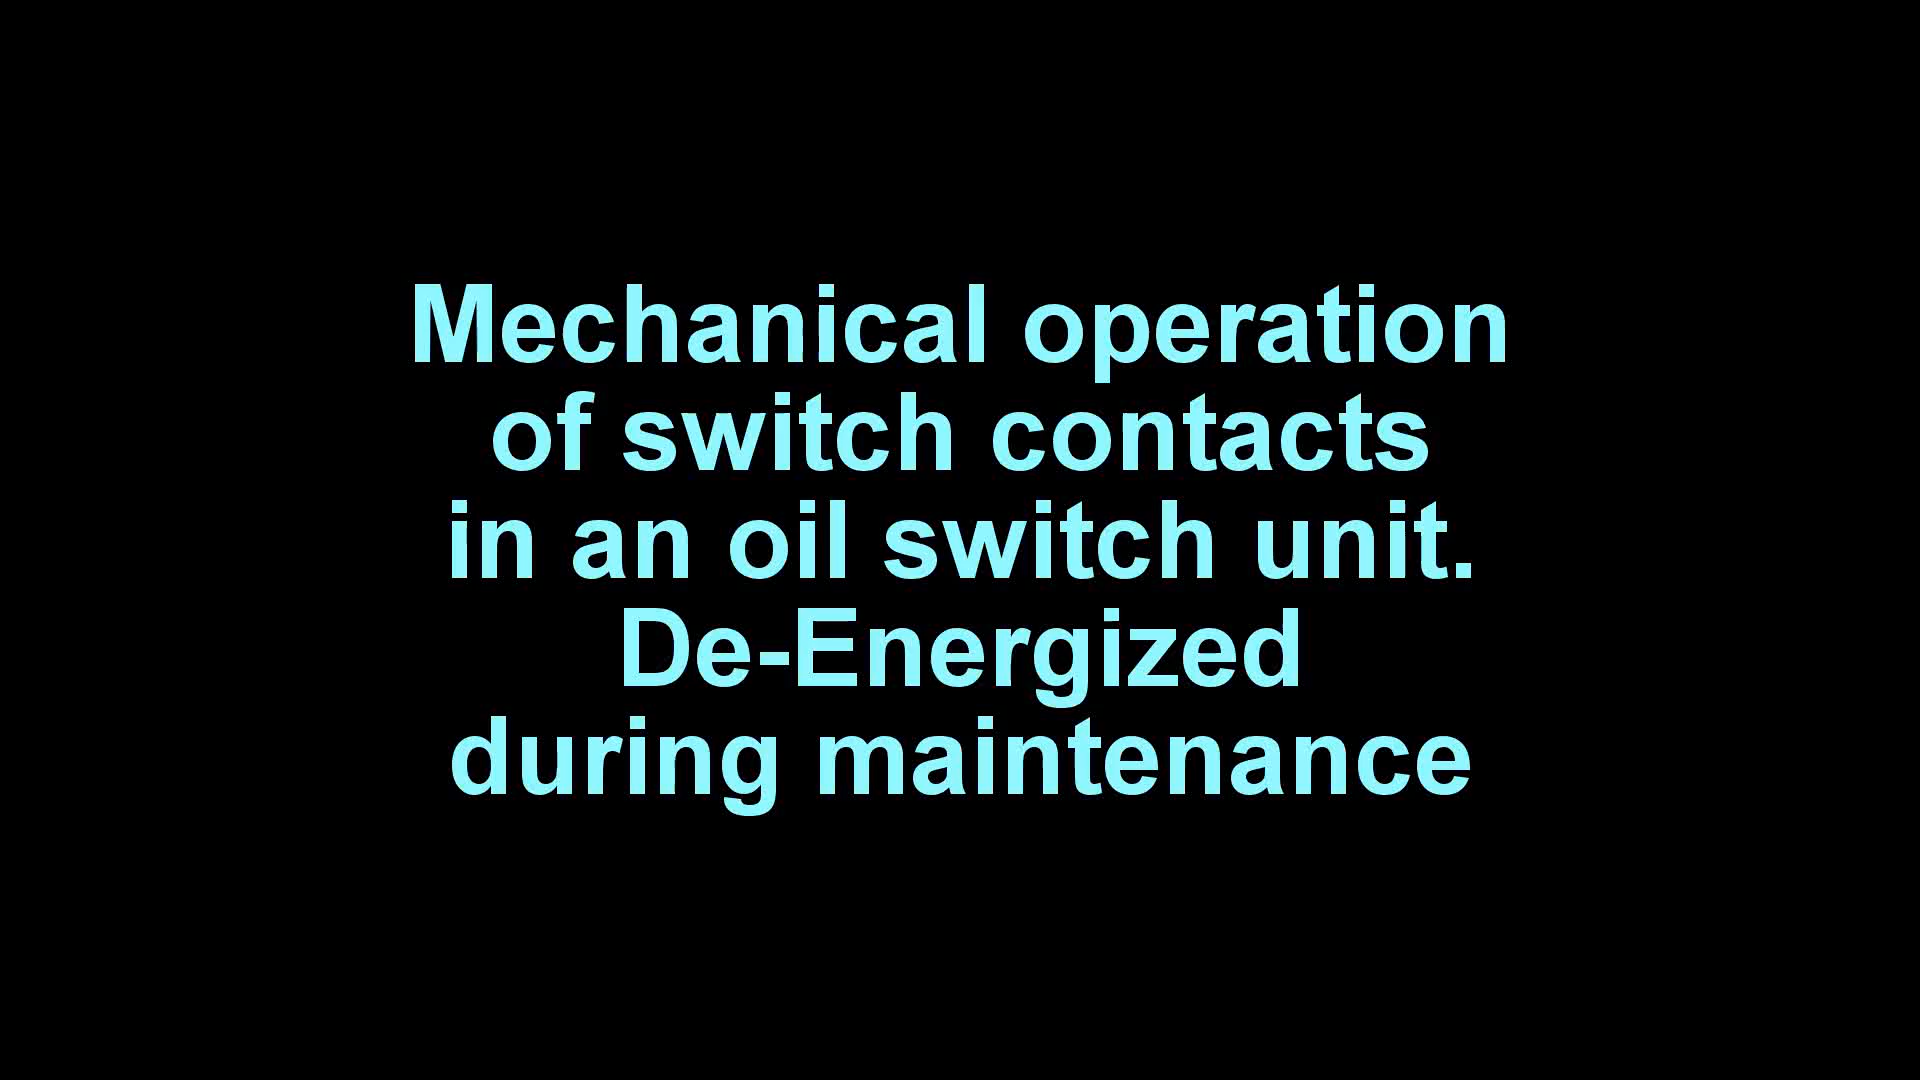 Mechanical operation
of switch contacts
in an oil switch unit.
De-Energized
during maintenance